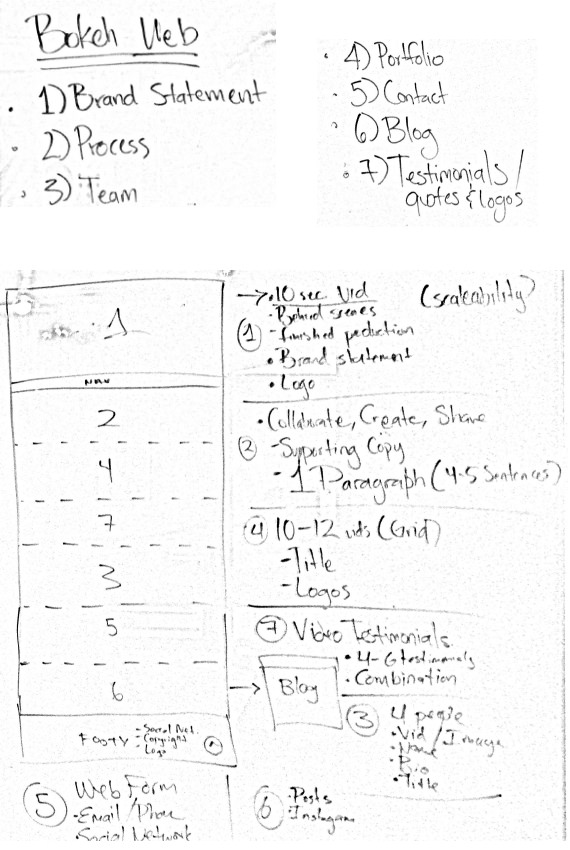 Bokeh Web
1) Brand Statement
2) Process
3) Team
4) Portfolio
5) Contact
6) Blog
7) Testimonials /
quotes & logos
1
NAV
2
4
7
3
5
6
Footy
- Social Net.
- Copyright
- Logo
→ • 10 sec. Vid (scaleability?
- Behind scenes
① - finished
• Brand statement
• Logo
• Collaborate, Create, Share
② - Supporting Copy
- 1 Paragraph (4-5 Sentences)
④ 10-12 vids (Grid)
- Title
- Logos
⑦ Video Testimonials
• 4-6 testimonials
• Combination
→ Blog
③ 4 people
• Vid / Image
• Name
• Bio
• Title
⑤ Web Form
- Email / Phone
- Social Network
⑥ - Posts
- Instagram